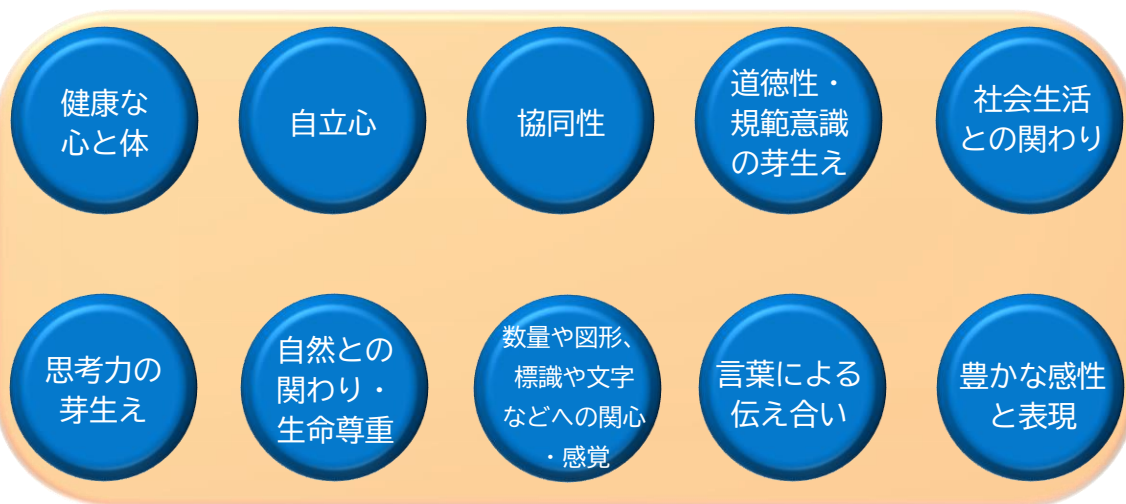 健康な
心と体
自立心
協同性
道徳性・
規範意識
の芽生え
社会生活
との関わり
思考力の
芽生え
自然との
関わり・
生命尊重
数量や図形、
標識や文字
などへの関心
・感覚
言葉による
伝え合い
豊かな感性
と表現